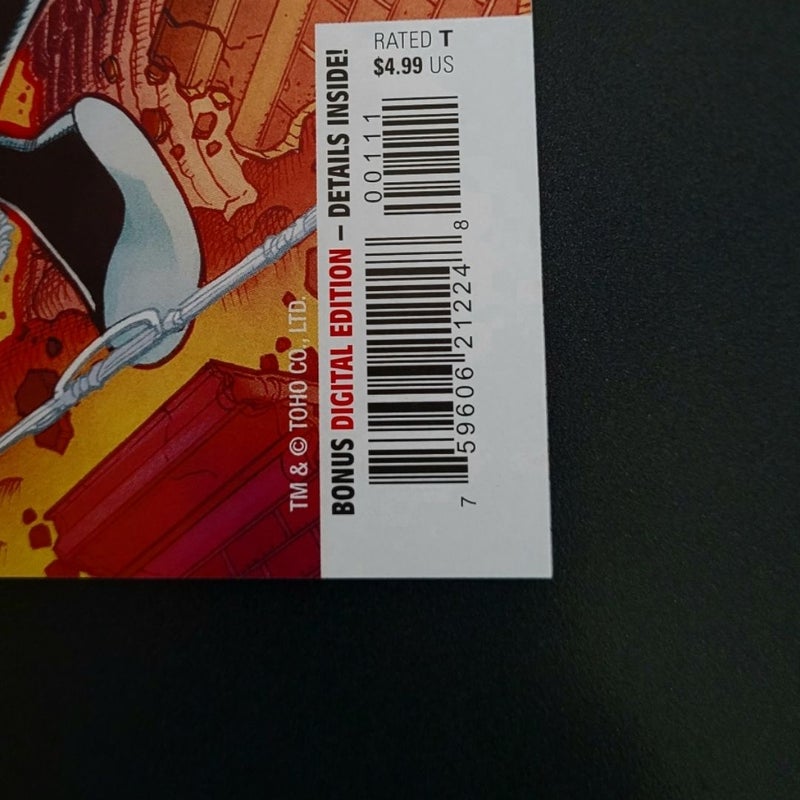 RATED T
$4.99 US
00111
7 59606 21224 8
BONUS DIGITAL EDITION – DETAILS INSIDE!
TM & © TOHO CO., LTD.